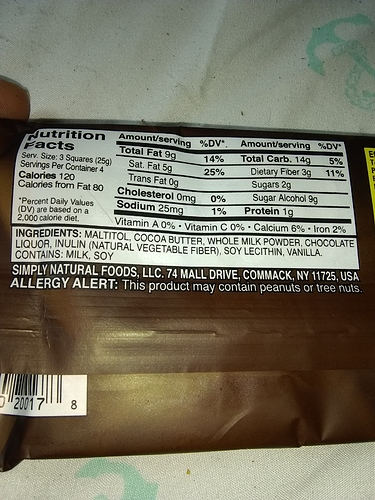 Nutrition Facts
Serv. Size: 3 Squares (25g)
Servings Per Container 4
Calories 120
Calories from Fat 80
*Percent Daily Values
(DV) are based on a
2,000 calorie diet.
Amount/serving %DV*
Total Fat 9g 14%
Sat. Fat 5g 25%
Trans Fat 0g
Cholesterol 0mg 0%
Sodium 25mg 1%
Amount/serving %DV*
Total Carb. 14g 5%
Dietary Fiber 3g 11%
Sugars 2g
Sugar Alcohol 9g
Protein 1g
Vitamin A 0% • Vitamin C 0% • Calcium 6% • Iron 2%
INGREDIENTS: MALTITOL, COCOA BUTTER, WHOLE MILK POWDER, CHOCOLATE
LIQUOR, INULIN (NATURAL VEGETABLE FIBER), SOY LECITHIN, VANILLA.
CONTAINS: MILK, SOY
SIMPLY NATURAL FOODS, LLC. 74 MALL DRIVE, COMMACK, NY 11725, USA
ALLERGY ALERT: This product may contain peanuts or tree nuts.
20017 8